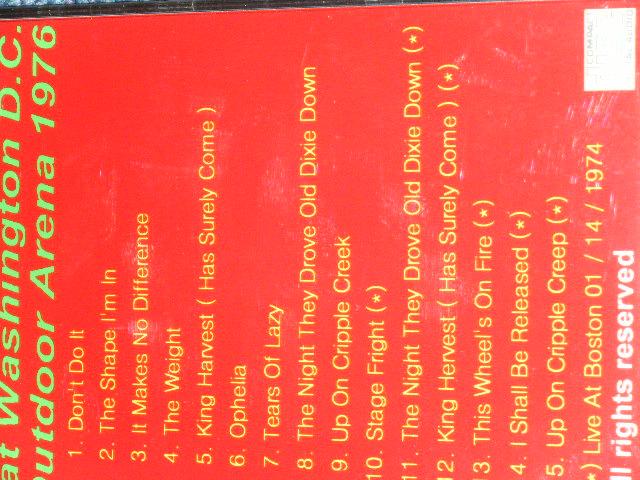 at Washington D.C.
outdoor Arena 1976
1. Don't Do It
2. The Shape I'm In
3. It Makes No Difference
4. The Weight
5. King Harvest ( Has Surely Come )
6. Ophelia
7. Tears Of Lazy
8. The Night They Drove Old Dixie Down
9. Up On Cripple Creek
10. Stage Fright (*)
11. The Night They Drove Old Dixie Down (*)
12. King Hervest ( Has Surely Come ) (*)
13. This Wheel's On Fire (*)
4. I Shall Be Released (*)
5. Up On Cripple Creep (*)
*) Live At Boston 01 / 14 / 1974
ll rights reserved
COMPACT